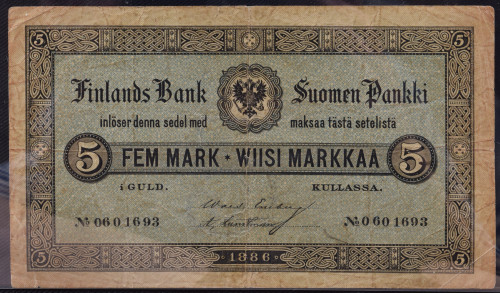 5 5
Finlands Bank Suomen Pankki
inlöser denna sedel med maksaa tästä setelistä
5 FEM MARK · WIISI MARKKAA 5
i GULD. KULLASSA.
No 0601693 No 0601693
5 1886 5